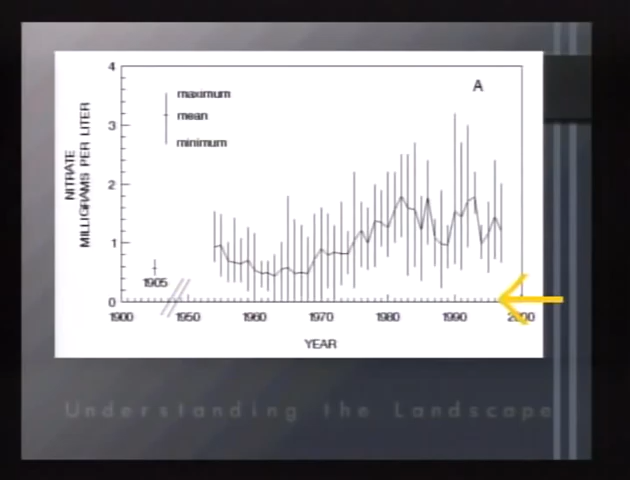 4
A
maximum
mean
minimum
3
NITRATE
MILLIGRAMS PER LITER
2
1
1905
0
1900
1950
1960
1970
1980
1990
2000
YEAR
Understanding the Landscape